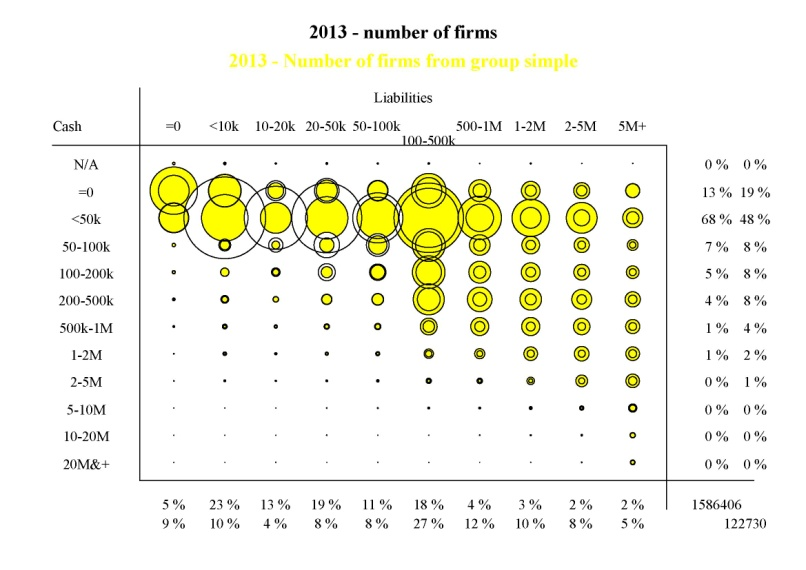 2013 - number of firms
2013 - Number of firms from group simple
Liabilities
Cash =0 <10k 10-20k 20-50k 50-100k 100-500k 500-1M 1-2M 2-5M 5M+
N/A 0 % 0 %
=0 13 % 19 %
<50k 68 % 48 %
50-100k 7 % 8 %
100-200k 5 % 8 %
200-500k 4 % 8 %
500k-1M 1 % 4 %
1-2M 1 % 2 %
2-5M 0 % 1 %
5-10M 0 % 0 %
10-20M 0 % 0 %
20M&+ 0 % 0 %
5 % 23 % 13 % 19 % 11 % 18 % 4 % 3 % 2 % 2 % 1586406
9 % 10 % 4 % 8 % 8 % 27 % 12 % 10 % 8 % 5 % 122730